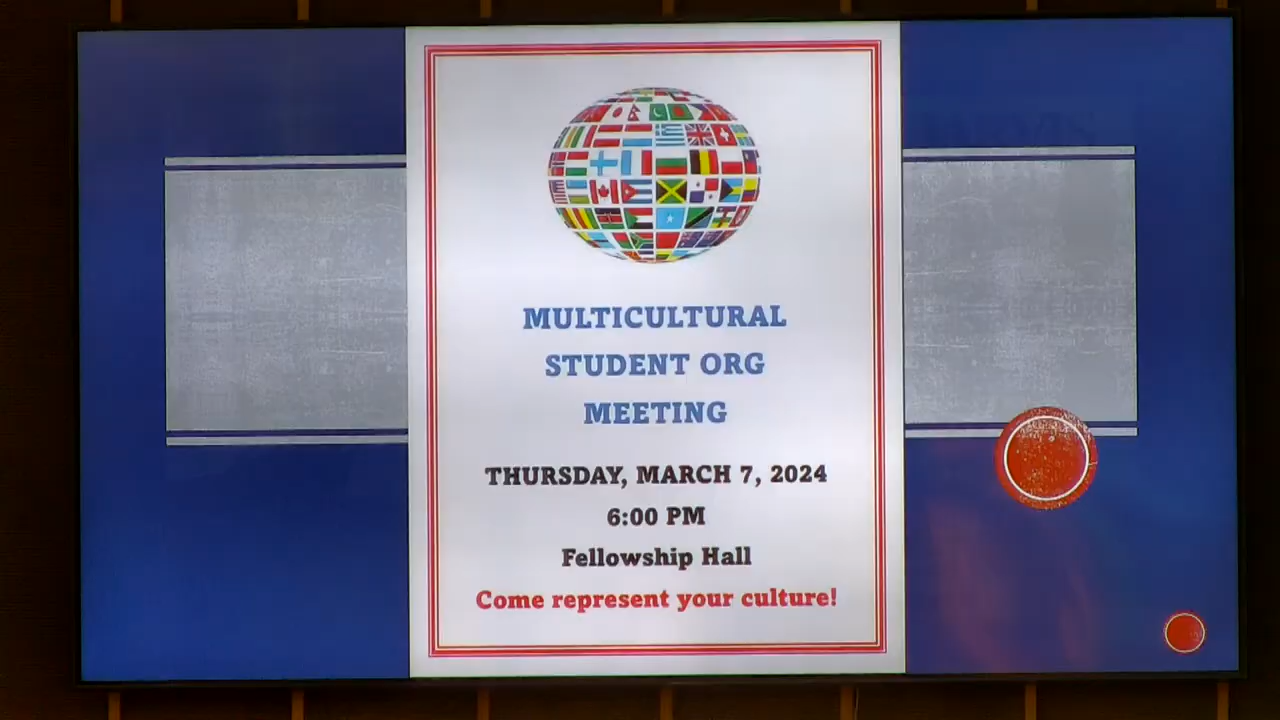 MULTICULTURAL
STUDENT ORG
MEETING
THURSDAY, MARCH 7, 2024
6:00 PM
Fellowship Hall
Come represent your culture!